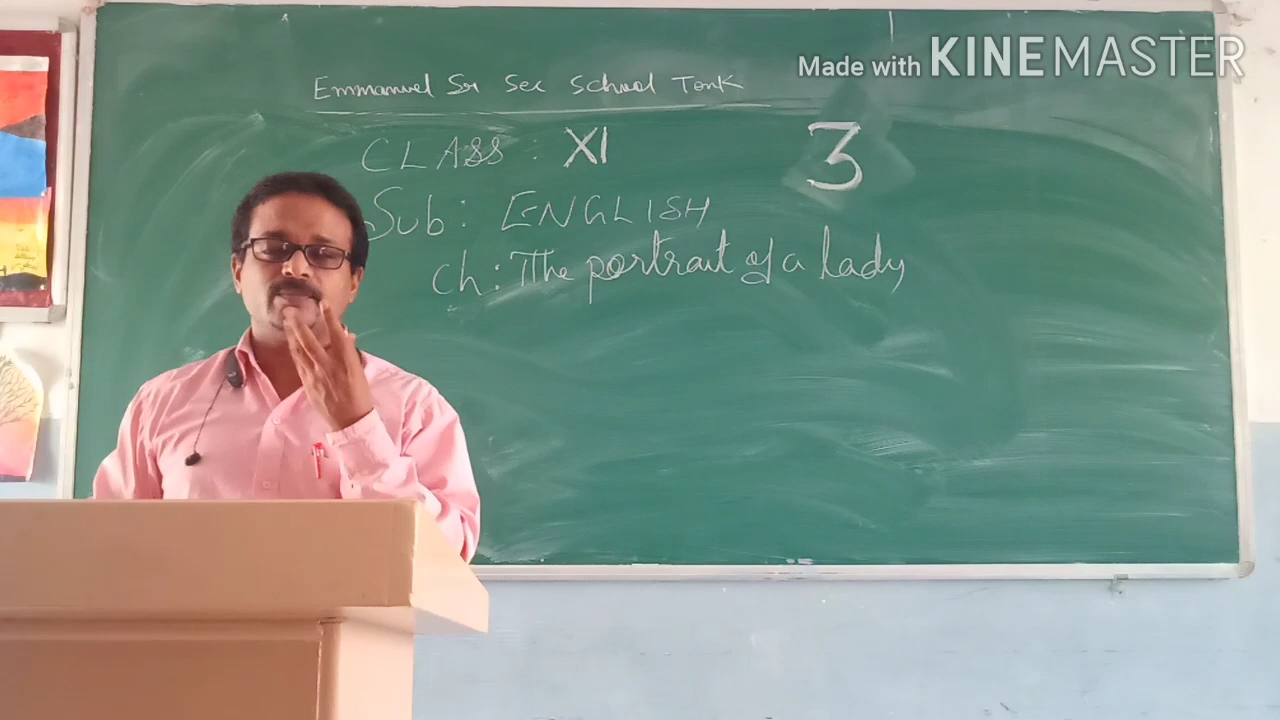 Made with KINEMASTER
Emmanuel Sr Sec School Tonk
CLASS : XI
3
Sub : ENGLISH
Ch : The portrait of a lady